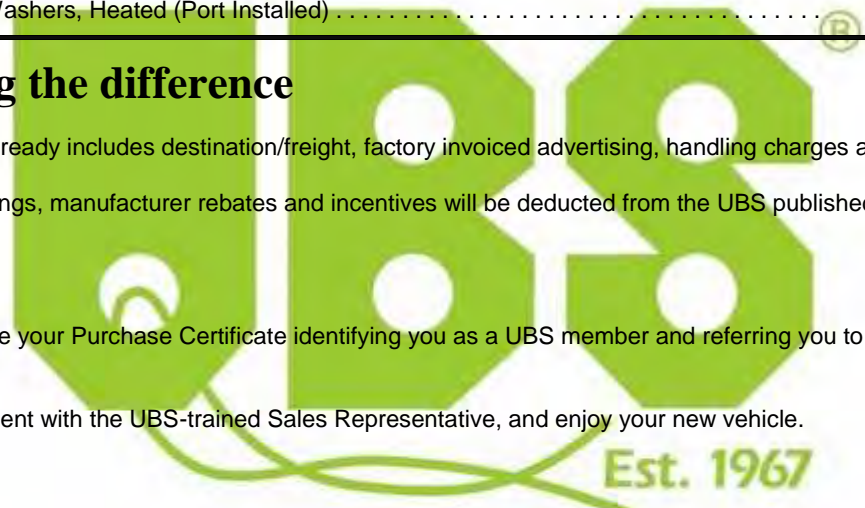 Washers, Heated (Port Installed) . . . . . . . . . . . . . . . . . . . . . . . . . . . . . . . . . . . . . . . . .
g the difference
ready includes destination/freight, factory invoiced advertising, handling charges a
ngs, manufacturer rebates and incentives will be deducted from the UBS published
e your Purchase Certificate identifying you as a UBS member and referring you to
ent with the UBS-trained Sales Representative, and enjoy your new vehicle.
UBS®
Est. 1967